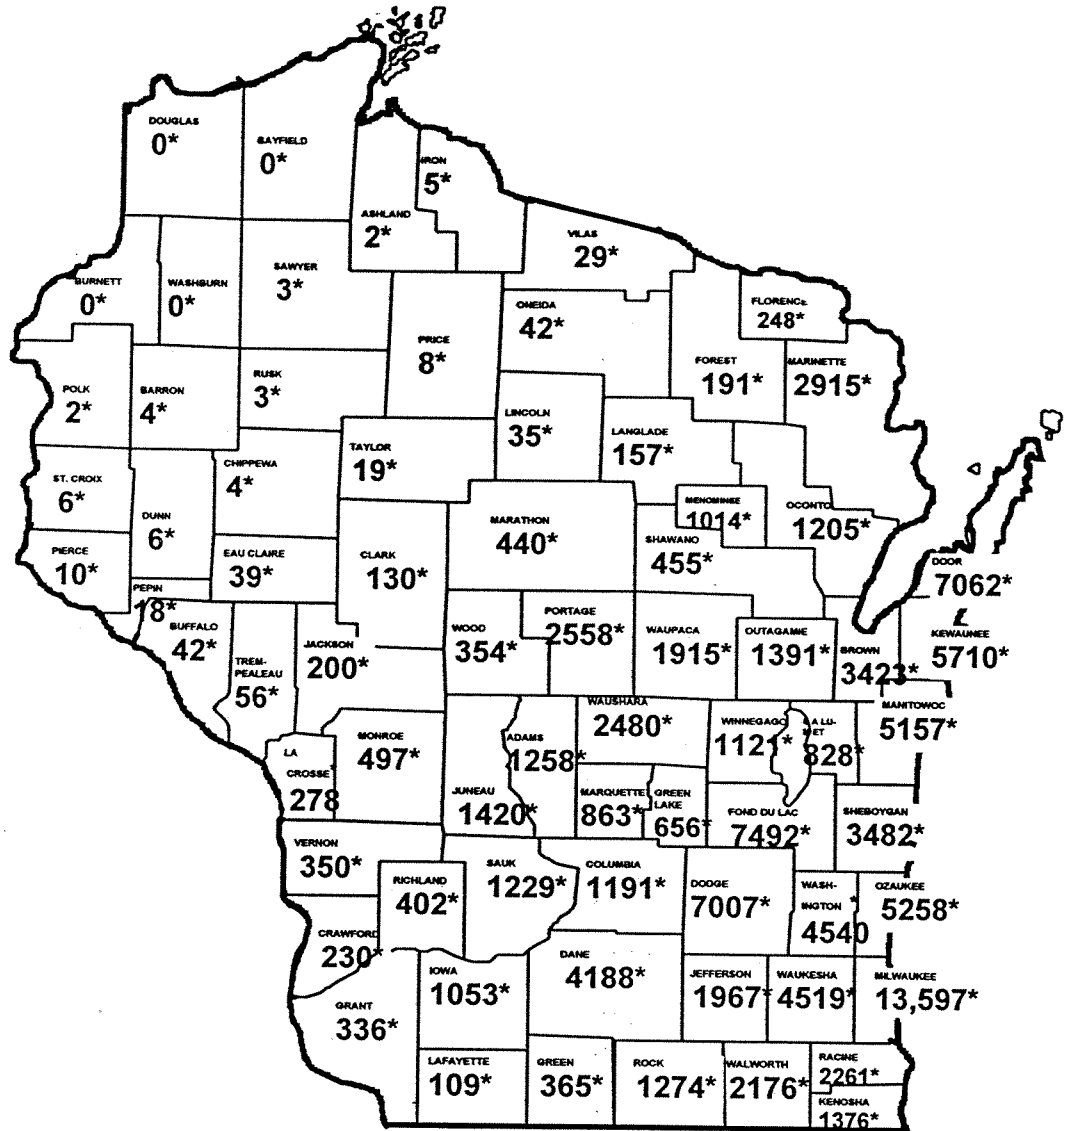 DOUGLAS
0*
BAYFIELD
0*
IRON
5*
ASHLAND
2*
VILAS
29*
BURNETT
0*
WASHBURN
0*
SAWYER
3*
ONEIDA
42*
FLORENCE
248*
PRICE
8*
FOREST
191*
MARINETTE
2915*
POLK
2*
BARRON
4*
RUSK
3*
LINCOLN
35*
LANGLADE
157*
TAYLOR
19*
CHIPPEWA
4*
ST. CROIX
6*
DUNN
6*
MENOMINEE
1014*
OCONTO
1205*
MARATHON
440*
SHAWANO
455*
PIERCE
10*
EAU CLAIRE
39*
CLARK
130*
DOOR
7062*
PEPIN
18*
BUFFALO
42*
TREM-
PEALEAU
56*
JACKSON
200*
WOOD
354*
PORTAGE
2558*
WAUPACA
1915*
OUTAGAMIE
1391*
BROWN
3423*
KEWAUNEE
5710*
LA
CROSSE*
278
MONROE
497*
JUNEAU
1420*
ADAMS
1258*
WAUSHARA
2480*
WINNEGAGO
1121*
CALU-
MET
828*
MANITOWOC
5157*
MARQUETTE
863*
GREEN
LAKE
656*
FOND DU LAC
7492*
SHEBOYGAN
3482*
VERNON
350*
RICHLAND
402*
SAUK
1229*
COLUMBIA
1191*
DODGE
7007*
WASH-
INGTON *
4540
OZAUKEE
5258*
CRAWFORD
230*
GRANT
336*
IOWA
1053*
DANE
4188*
JEFFERSON
1967*
WAUKESHA
4519*
MILWAUKEE
13,597*
LAFAYETTE
109*
GREEN
365*
ROCK
1274*
WALWORTH
2176*
RACINE
2261*
KENOSHA
1376*